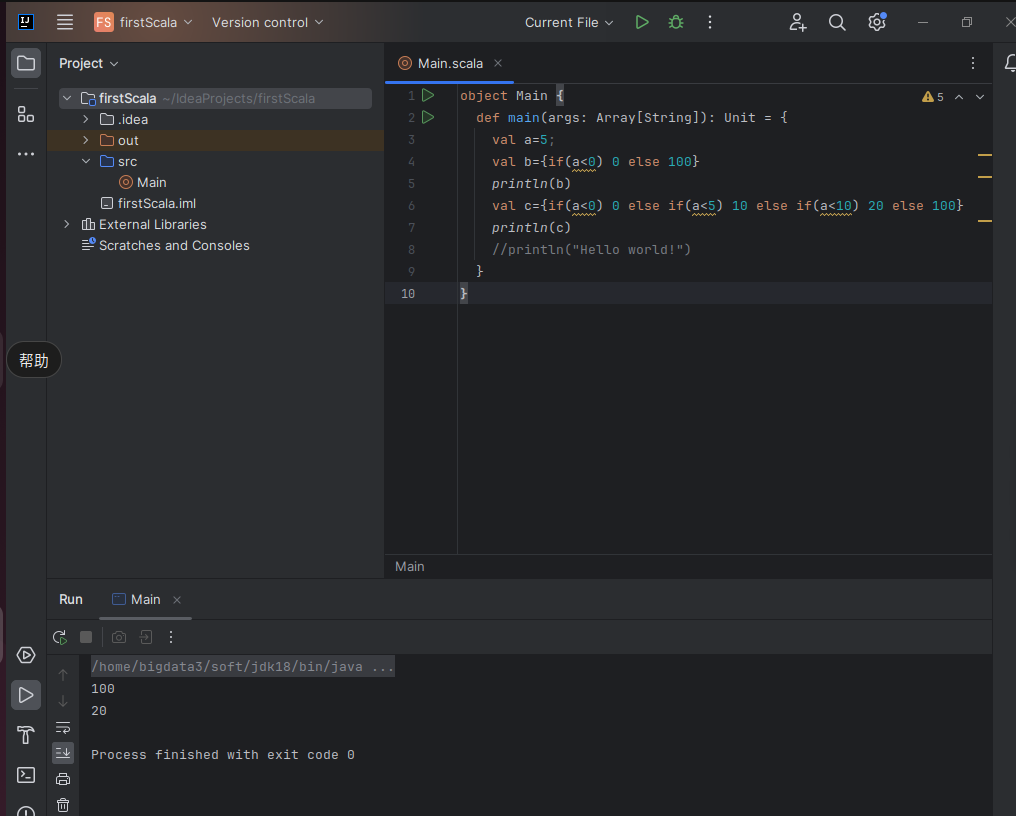 IJ
FS firstScala Version control Current File
Project
Main.scala
firstScala ~/IdeaProjects/firstScala
.idea
out
src
Main
firstScala.iml
External Libraries
Scratches and Consoles
帮助
1 object Main {
5
2 def main(args: Array[String]): Unit = {
3 val a=5;
4 val b={if(a<0) 0 else 100}
5 println(b)
6 val c={if(a<0) 0 else if(a<5) 10 else if(a<10) 20 else 100}
7 println(c)
8 //println("Hello world!")
9 }
10 }
Main
Run Main
/home/bigdata3/soft/jdk18/bin/java ...
100
20
Process finished with exit code 0